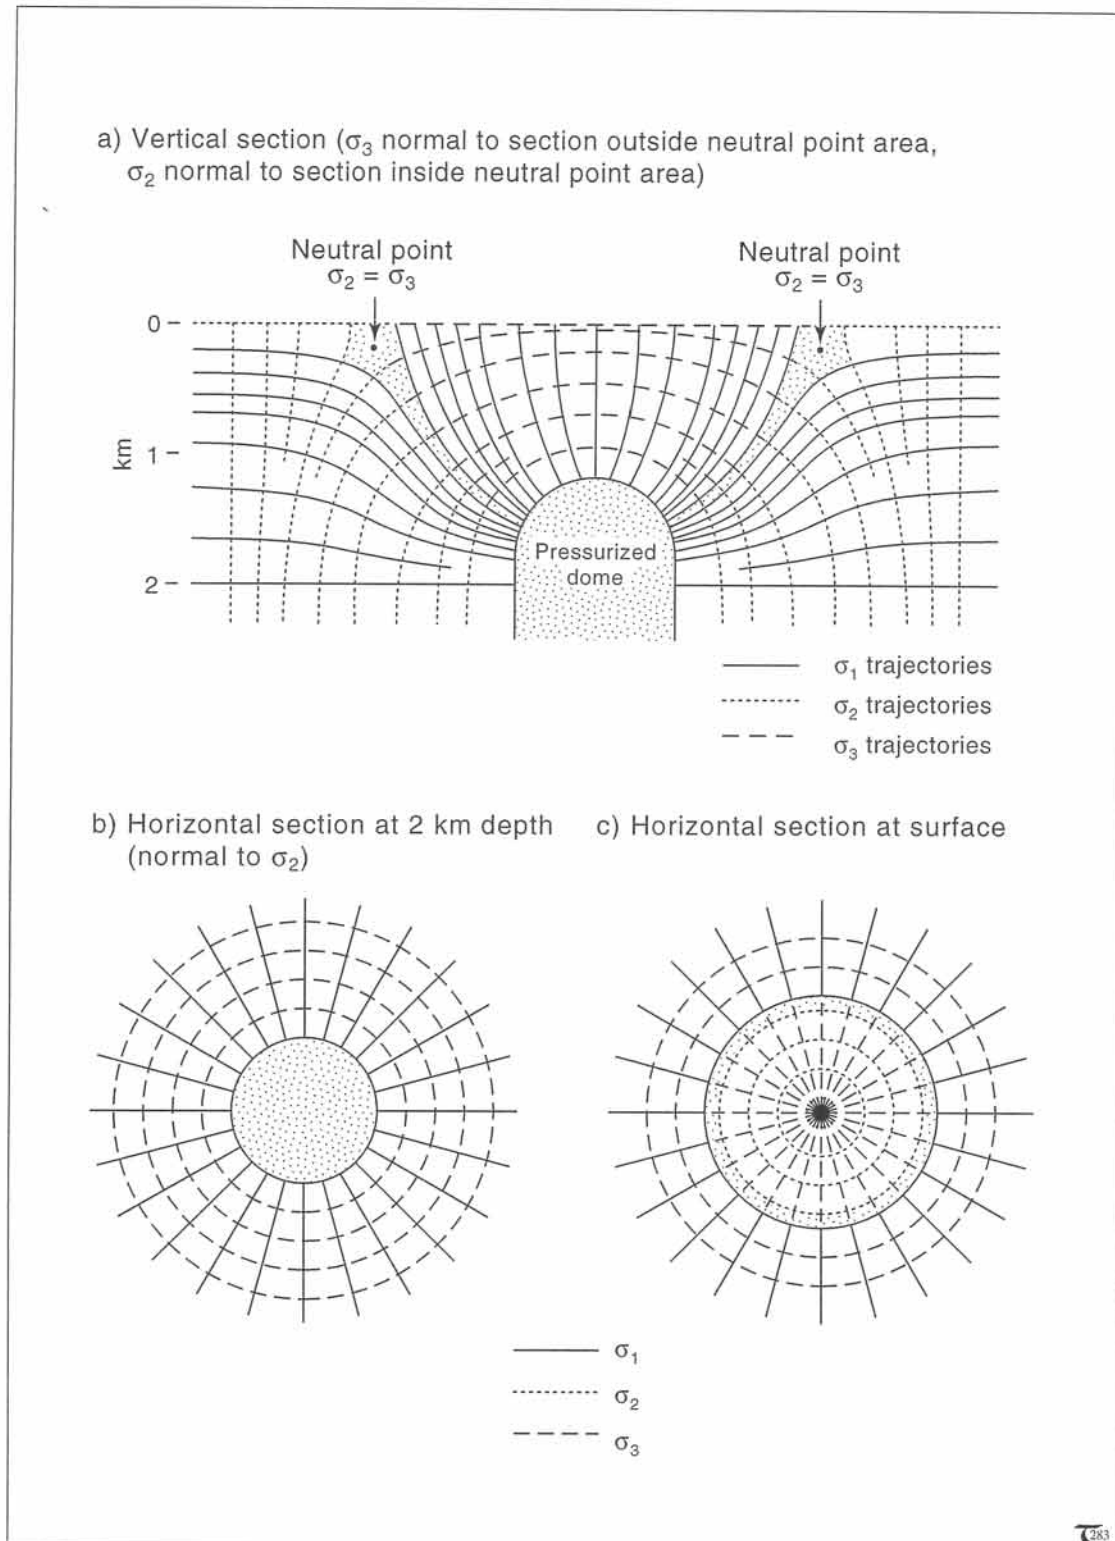 a) Vertical section (σ₃ normal to section outside neutral point area,
σ₂ normal to section inside neutral point area)
Neutral point
σ₂ = σ₃
Neutral point
σ₂ = σ₃
0
km
1
2
Pressurized
dome
σ₁ trajectories
σ₂ trajectories
σ₃ trajectories
b) Horizontal section at 2 km depth
(normal to σ₂)
c) Horizontal section at surface
σ₁
σ₂
σ₃
283